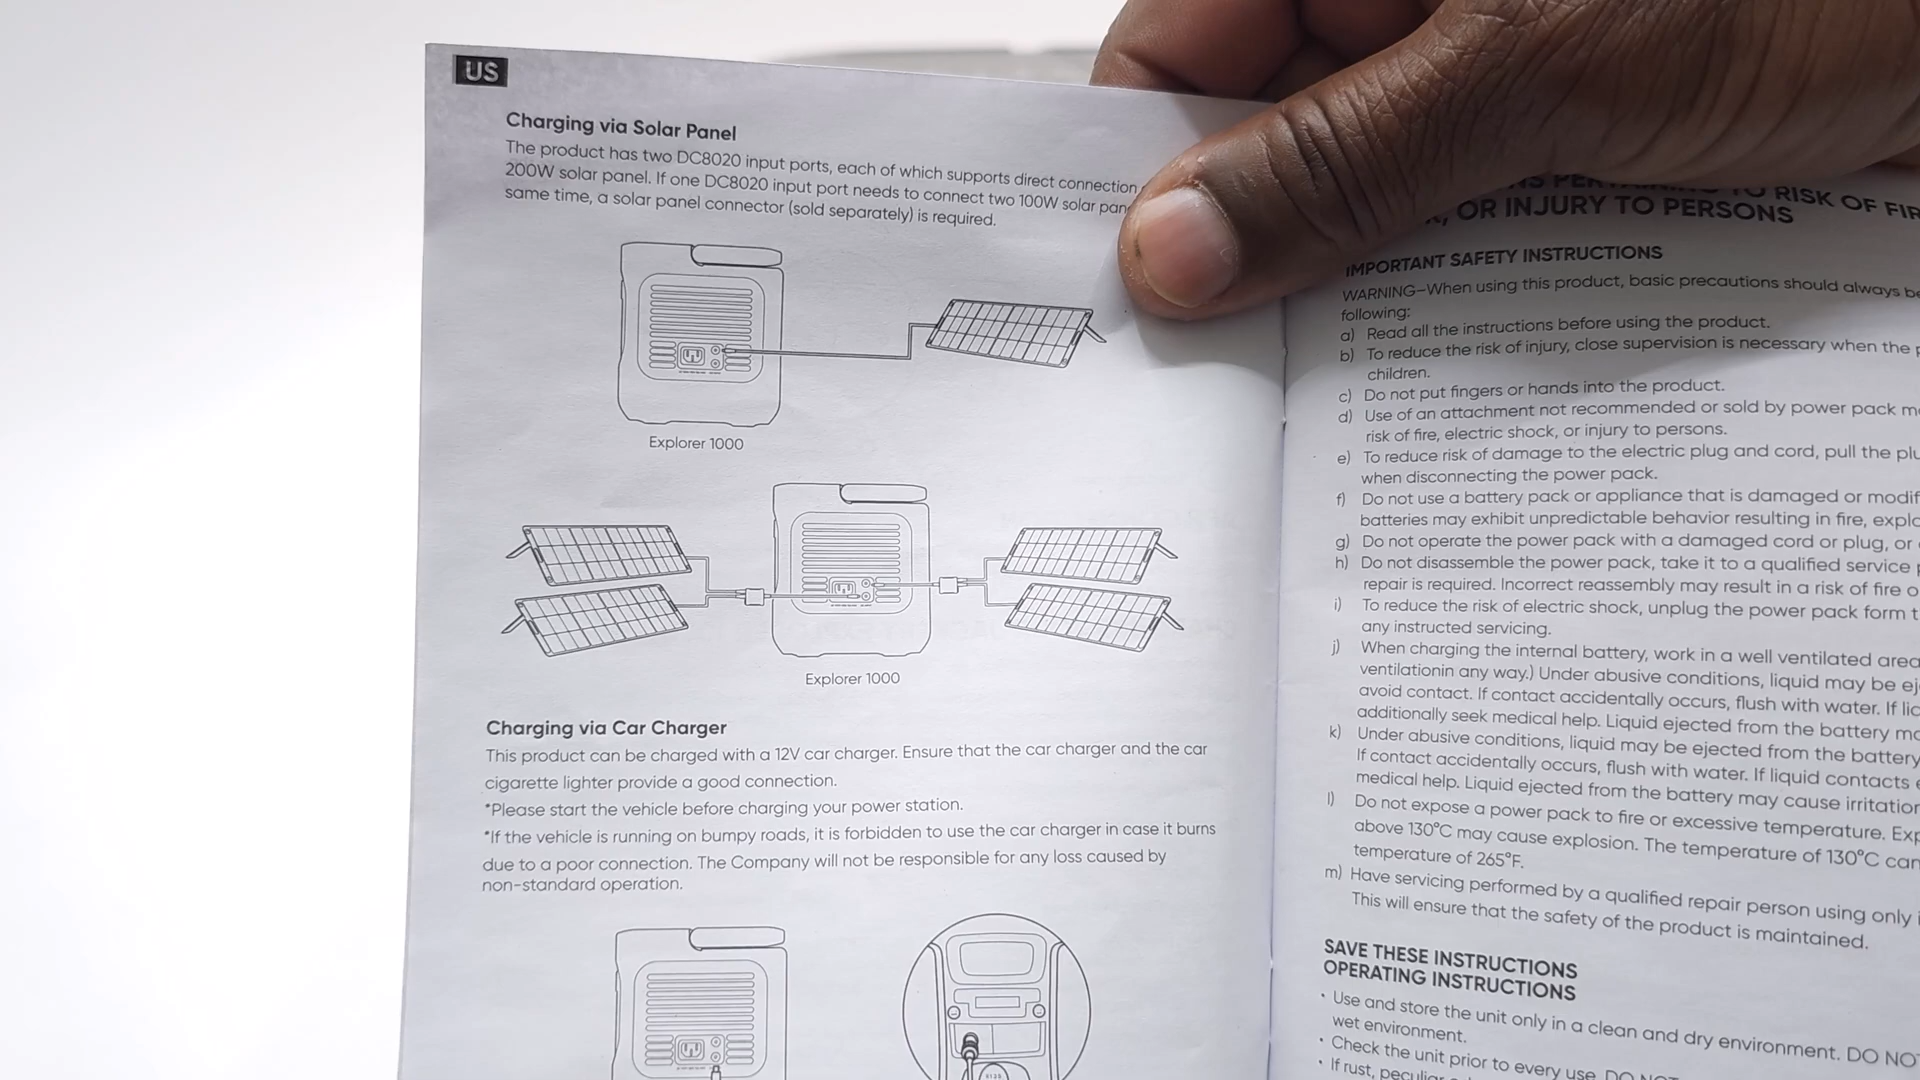 US
Charging via Solar Panel
The product has two DC8020 input ports, each of which supports direct connection
200W solar panel. If one DC8020 input port needs to connect two 100W solar
same time, a solar panel connector (sold separately) is required.
Explorer 1000
Explorer 1000
Charging via Car Charger
This product can be charged with a 12V car charger. Ensure that the car charger and the car
cigarette lighter provide a good connection.
*Please start the vehicle before charging your power station.
*If the vehicle is running on bumpy roads, it is forbidden to use the car charger in case it burns
due to a poor connection. The Company will not be responsible for any loss caused by
non-standard operation.
TO RISK OF
OR INJURY TO PERSONS
IMPORTANT SAFETY INSTRUCTIONS
WARNING–When using this product, basic precautions should always
following:
a) Read all the instructions before using the product.
b) To reduce the risk of injury, close supervision is necessary when the
children.
c) Do not put fingers or hands into the product.
d) Use of an attachment not recommended or sold by power pack
risk of fire, electric shock, or injury to persons.
e) To reduce risk of damage to the electric plug and cord, pull the
when disconnecting the power pack.
f) Do not use a battery pack or appliance that is damaged or
batteries may exhibit unpredictable behavior resulting in fire,
g) Do not operate the power pack with a damaged cord or plug, or
h) Do not disassemble the power pack, take it to a qualified service
repair is required. Incorrect reassembly may result in a risk of fire
i) To reduce the risk of electric shock, unplug the power pack form
any instructed servicing.
j) When charging the internal battery, work in a well ventilated area
ventilationin any way.) Under abusive conditions, liquid may be
avoid contact. If contact accidentally occurs, flush with water. If
additionally seek medical help. Liquid ejected from the battery
k) Under abusive conditions, liquid may be ejected from the battery
If contact accidentally occurs, flush with water. If liquid contacts
medical help. Liquid ejected from the battery may cause irritation
l) Do not expose a power pack to fire or excessive temperature.
above 130°C may cause explosion. The temperature of 130°C can
temperature of 265°F.
m) Have servicing performed by a qualified repair person using only
This will ensure that the safety of the product is maintained.
SAVE THESE INSTRUCTIONS
OPERATING INSTRUCTIONS
• Use and store the unit only in a clean and dry environment. DO
wet environment.
• Check the unit prior to every use. DO
• If rust,